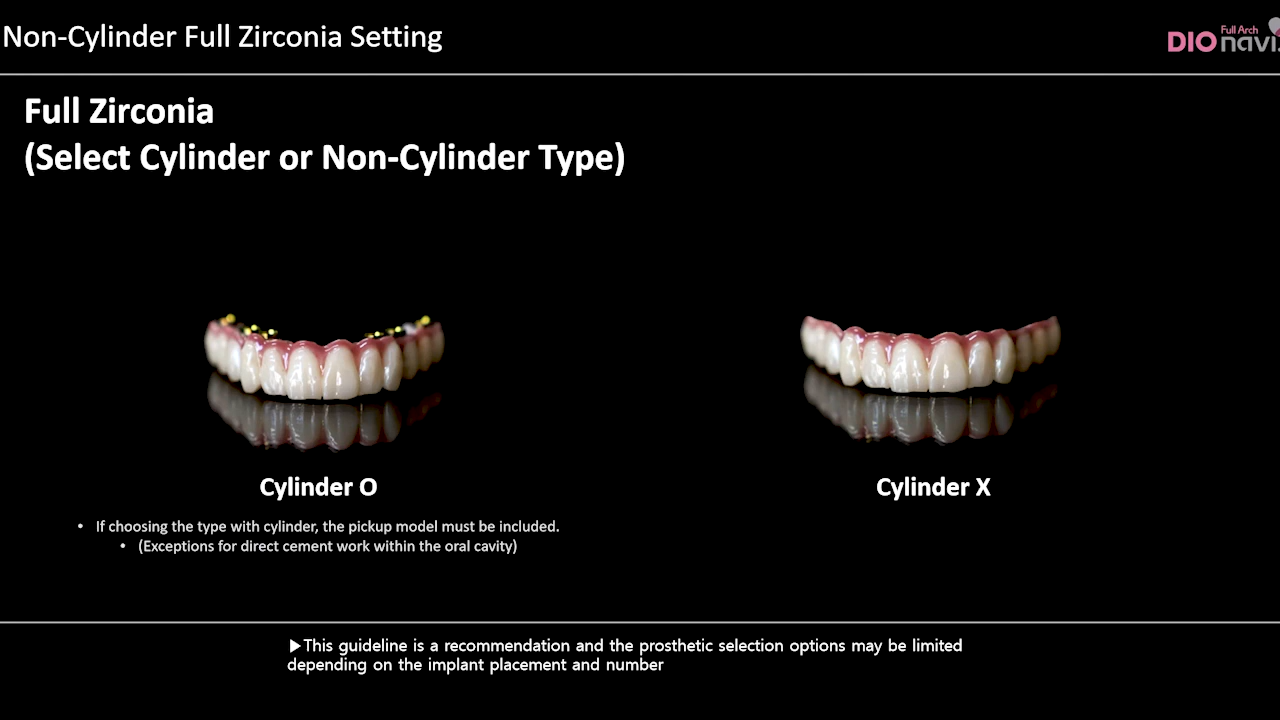 Non-Cylinder Full Zirconia Setting
Full Arch
DIO navi.
Full Zirconia
(Select Cylinder or Non-Cylinder Type)
Cylinder O
Cylinder X
• If choosing the type with cylinder, the pickup model must be included.
• (Exceptions for direct cement work within the oral cavity)
▶This guideline is a recommendation and the prosthetic selection options may be limited
depending on the implant placement and number